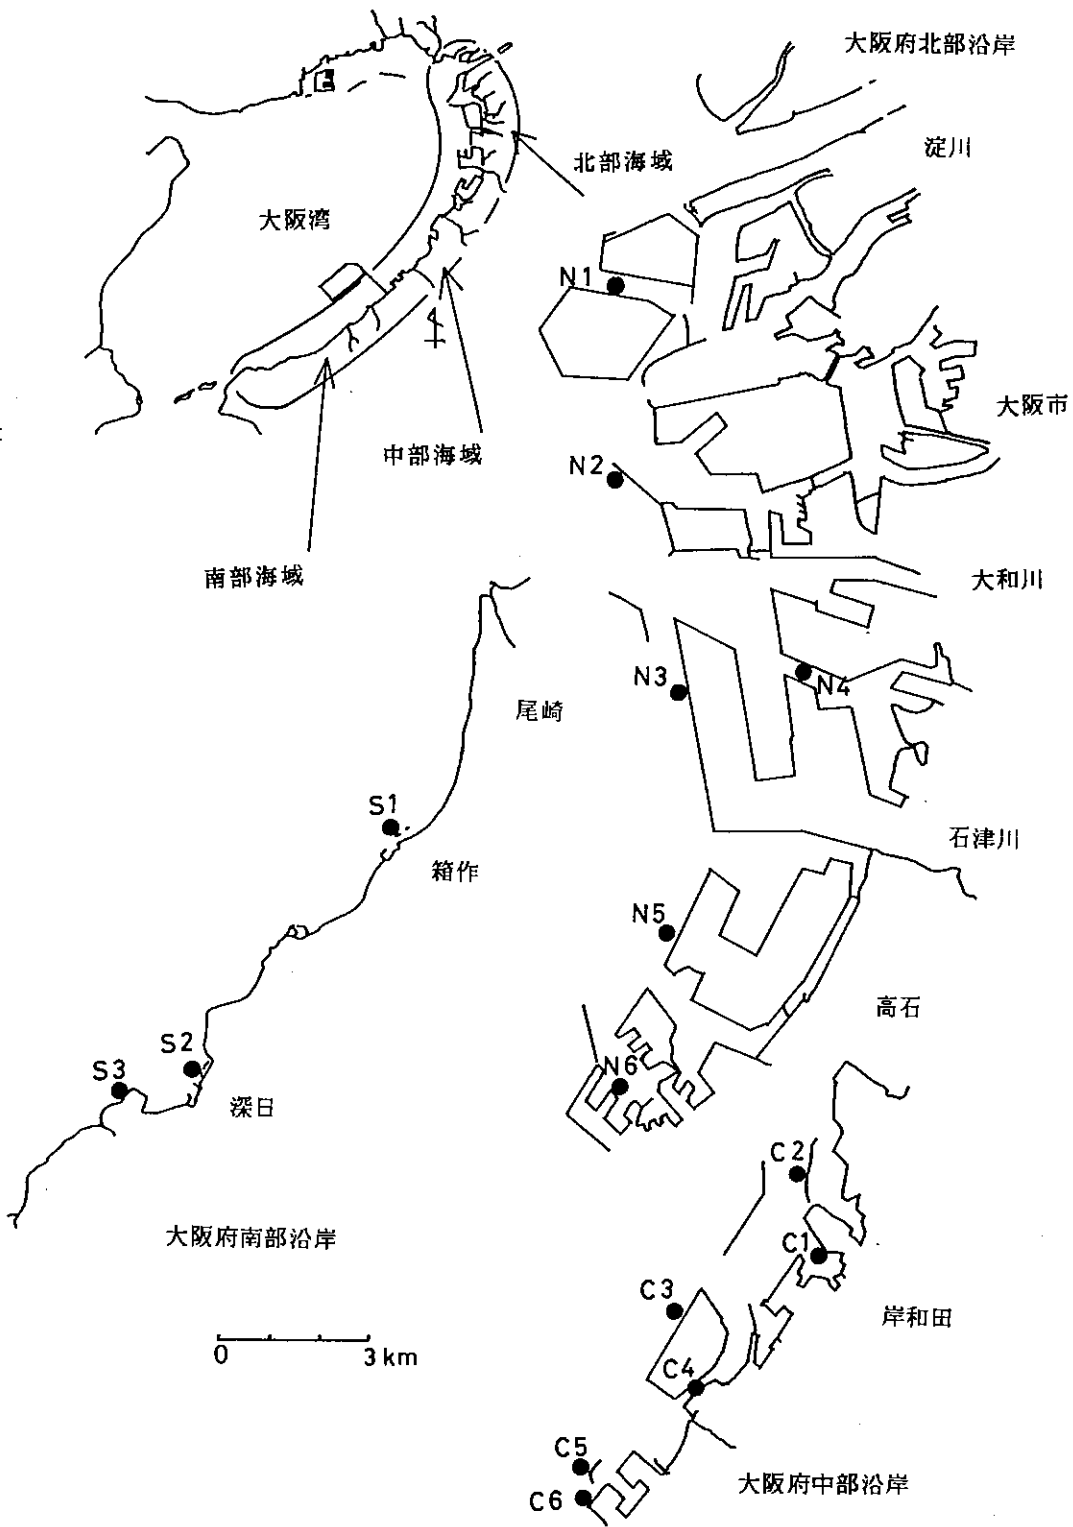 大阪府北部沿岸
淀川
北部海域
大阪湾
N1
大阪市
中部海域
N2
南部海域
大和川
N3
N4
尾崎
S1
石津川
箱作
N5
高石
S2
N6
S3
深日
C2
大阪府南部沿岸
C1
C3
岸和田
0 3km
C4
C5
大阪府中部沿岸
C6